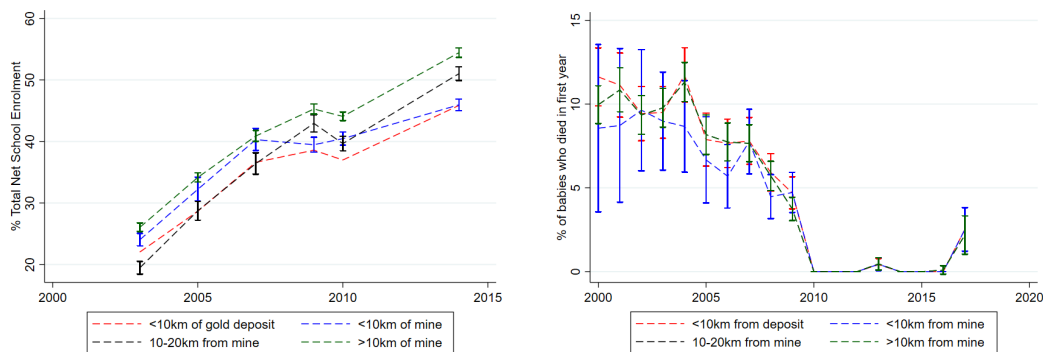 % Total Net School Enrolment
60
50
40
30
20
2000 2005 2010 2015
<10km of gold deposit <10km of mine
10-20km from mine >10km of mine
% of babies who died in first year
15
10
5
0
2000 2005 2010 2015 2020
<10km from deposit <10km from mine
10-20km from mine >10km from mine